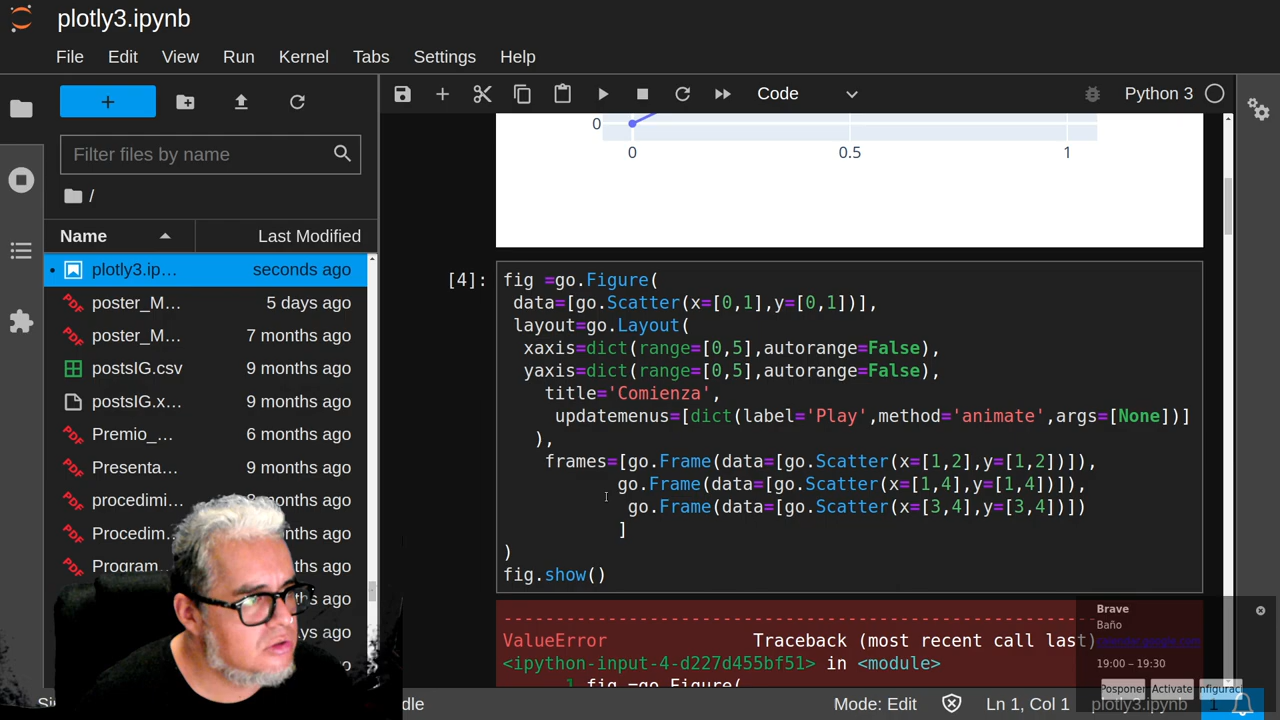 plotly3.ipynb
File Edit View Run Kernel Tabs Settings Help
+
Code
Python 3
Filter files by name
/
Name Last Modified
plotly3.ip… seconds ago
poster_M… 5 days ago
poster_M… 7 months ago
postsIG.csv 9 months ago
postsIG.x… 9 months ago
Premio_… 6 months ago
Presenta… 9 months ago
procedimi… months ago
Procedim… nths ago
Program… nths ago
ths ago
ys ago
0
0 0.5 1
[4]:
fig =go.Figure(
data=[go.Scatter(x=[0,1],y=[0,1])],
layout=go.Layout(
xaxis=dict(range=[0,5],autorange=False),
yaxis=dict(range=[0,5],autorange=False),
title='Comienza',
updatemenus=[dict(label='Play',method='animate',args=[None])]
),
frames=[go.Frame(data=[go.Scatter(x=[1,2],y=[1,2])]),
go.Frame(data=[go.Scatter(x=[1,4],y=[1,4])]),
go.Frame(data=[go.Scatter(x=[3,4],y=[3,4])])
]
)
fig.show()
ValueError Traceback (most recent call last)
<ipython-input-4-d227d455bf51> in <module>
1 fig =go.Figure(
Brave
Baño
19:00 – 19:30
Posponer Activate
Mode: Edit Ln 1, Col 1 plotly3.ipynb 1